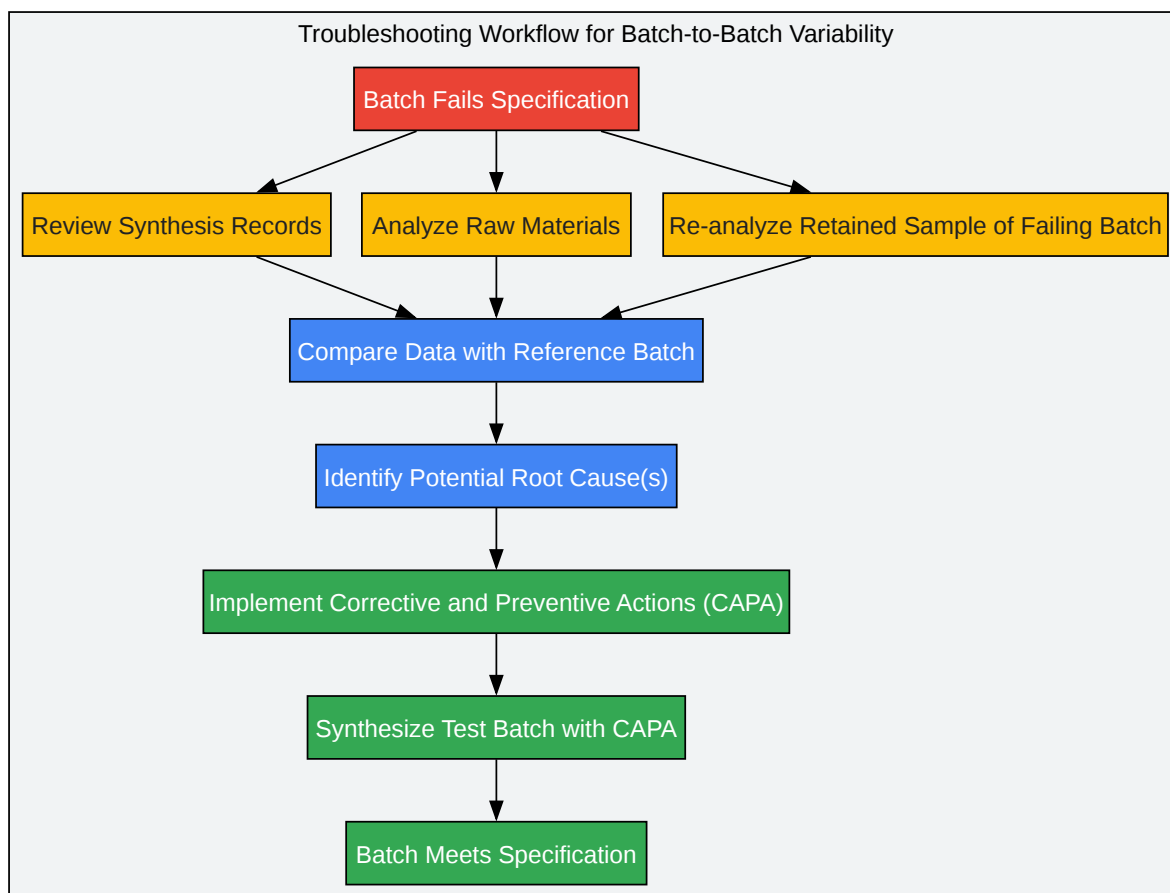 Troubleshooting Workflow for Batch-to-Batch Variability
Batch Fails Specification
Review Synthesis Records
Analyze Raw Materials
Re-analyze Retained Sample of Failing Batch
Compare Data with Reference Batch
Identify Potential Root Cause(s)
Implement Corrective and Preventive Actions (CAPA)
Synthesize Test Batch with CAPA
Batch Meets Specification